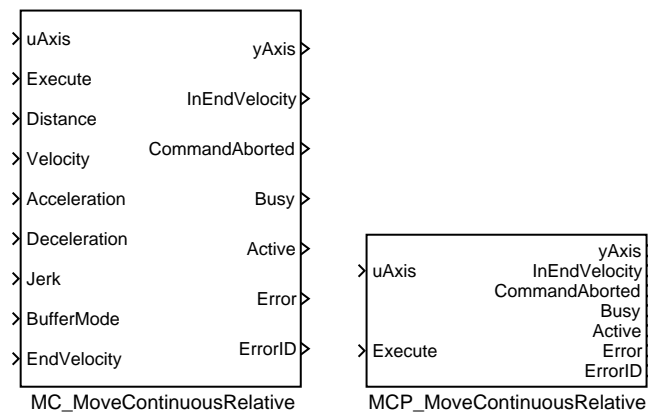 uAxis
Execute
Distance
Velocity
Acceleration
Deceleration
Jerk
BufferMode
EndVelocity
yAxis
InEndVelocity
CommandAborted
Busy
Active
Error
ErrorID
MC_MoveContinuousRelative
uAxis
Execute
yAxis
InEndVelocity
CommandAborted
Busy
Active
Error
ErrorID
MCP_MoveContinuousRelative